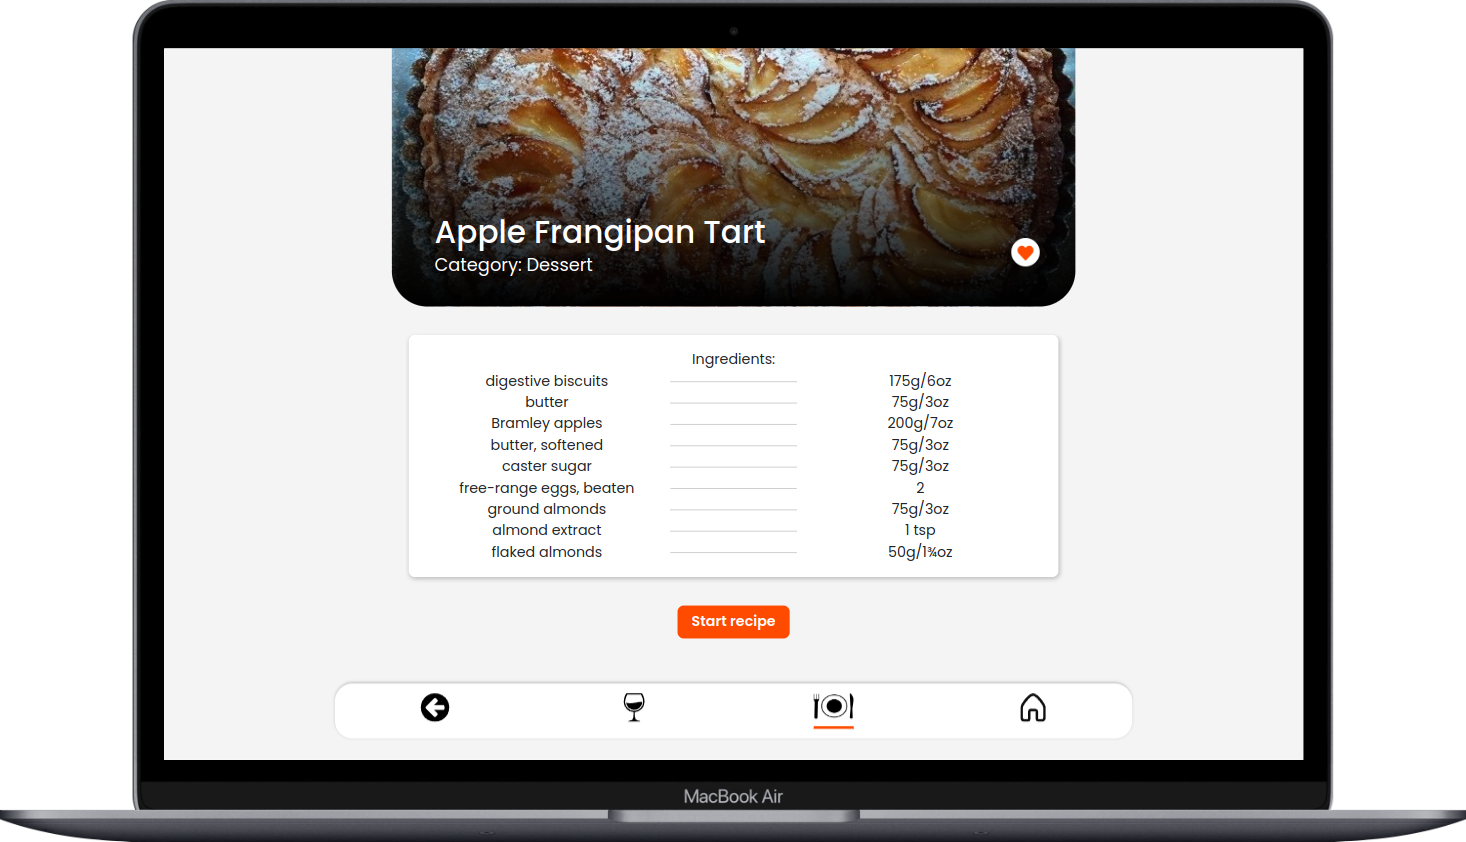 Apple Frangipan Tart
Category: Dessert
Ingredients:
digestive biscuits 175g/6oz
butter 75g/3oz
Bramley apples 200g/7oz
butter, softened 75g/3oz
caster sugar 75g/3oz
free-range eggs, beaten 2
ground almonds 75g/3oz
almond extract 1 tsp
flaked almonds 50g/1¾oz
Start recipe
MacBook Air